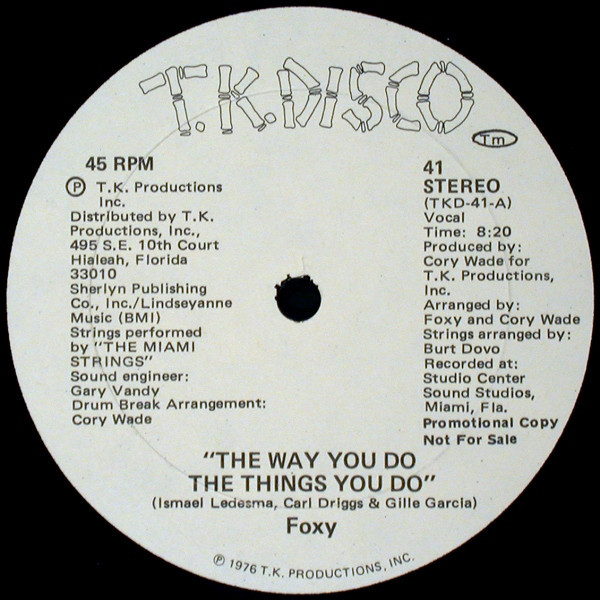 T.K. DISCO
Tm
45 RPM
Ⓟ T.K. Productions
Inc.
Distributed by T.K.
Productions, Inc.,
495 S.E. 10th Court
Hialeah, Florida
33010
Sherlyn Publishing
Co., Inc./Lindseyanne
Music (BMI)
Strings performed
by "THE MIAMI
STRINGS"
Sound engineer:
Gary Vandy
Drum Break Arrangement:
Cory Wade
41
STEREO
(TKD-41-A)
Vocal
Time: 8:20
Produced by:
Cory Wade for
T.K. Productions,
Inc.
Arranged by:
Foxy and Cory Wade
Strings arranged by:
Burt Dovo
Recorded at:
Studio Center
Sound Studios,
Miami, Fla.
Promotional Copy
Not For Sale
"THE WAY YOU DO
THE THINGS YOU DO"
(Ismael Ledesma, Carl Driggs & Gille Garcia)
Foxy
Ⓟ 1976 T.K. PRODUCTIONS, INC.